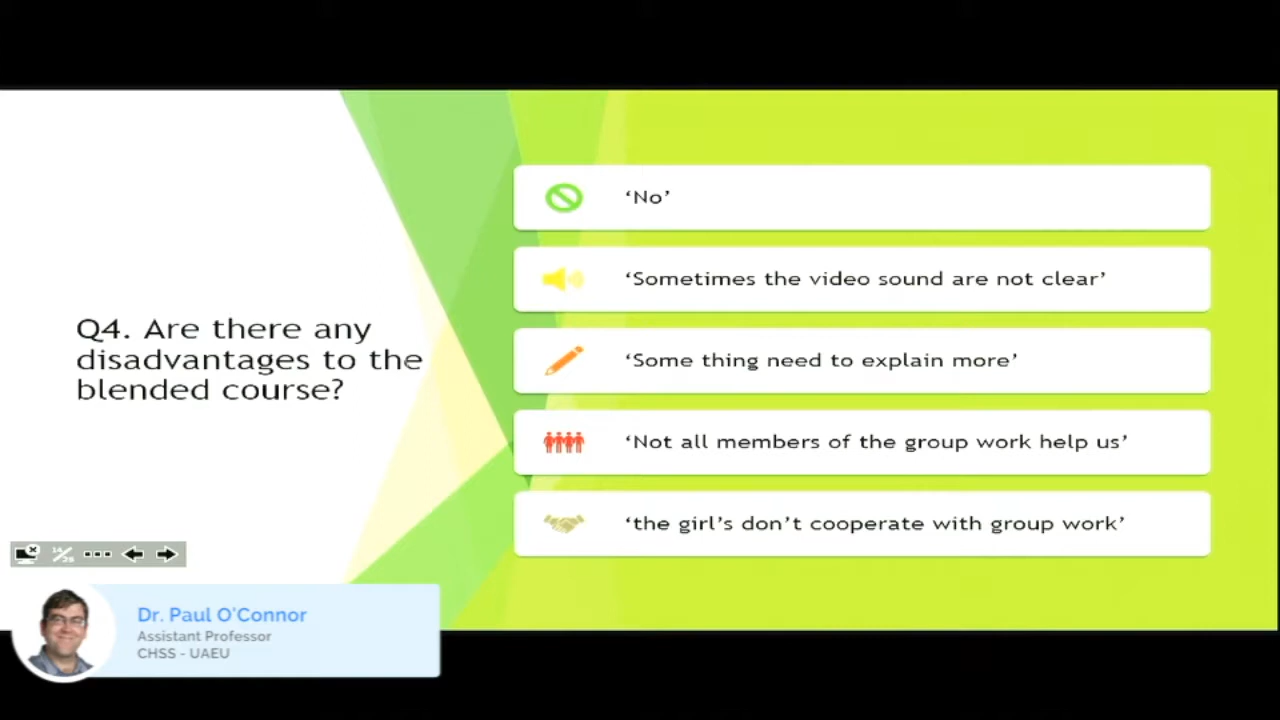 Q4. Are there any
disadvantages to the
blended course?
‘No’
‘Sometimes the video sound are not clear’
‘Some thing need to explain more’
‘Not all members of the group work help us’
‘the girl’s don’t cooperate with group work’
Dr. Paul O'Connor
Assistant Professor
CHSS - UAEU